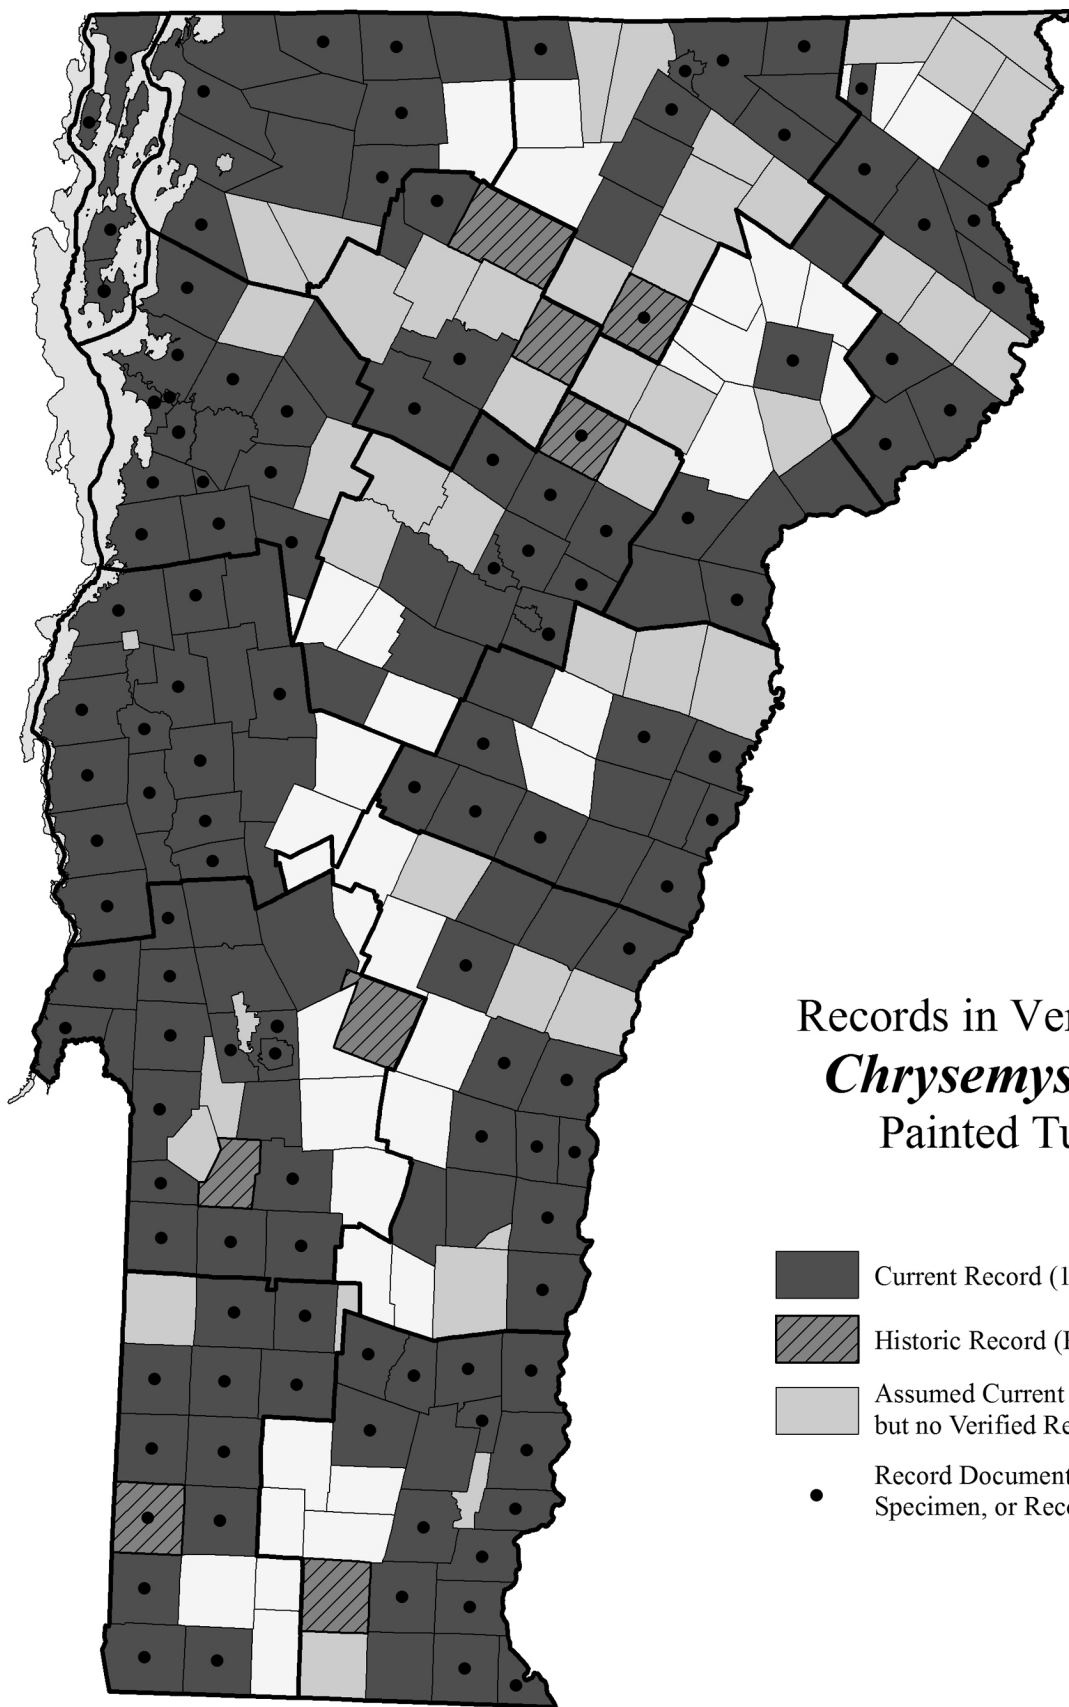 Records in Ver
Chrysemys
Painted Tu
Current Record (1
Historic Record (
Assumed Current
but no Verified Re
Record Document
Specimen, or Reco